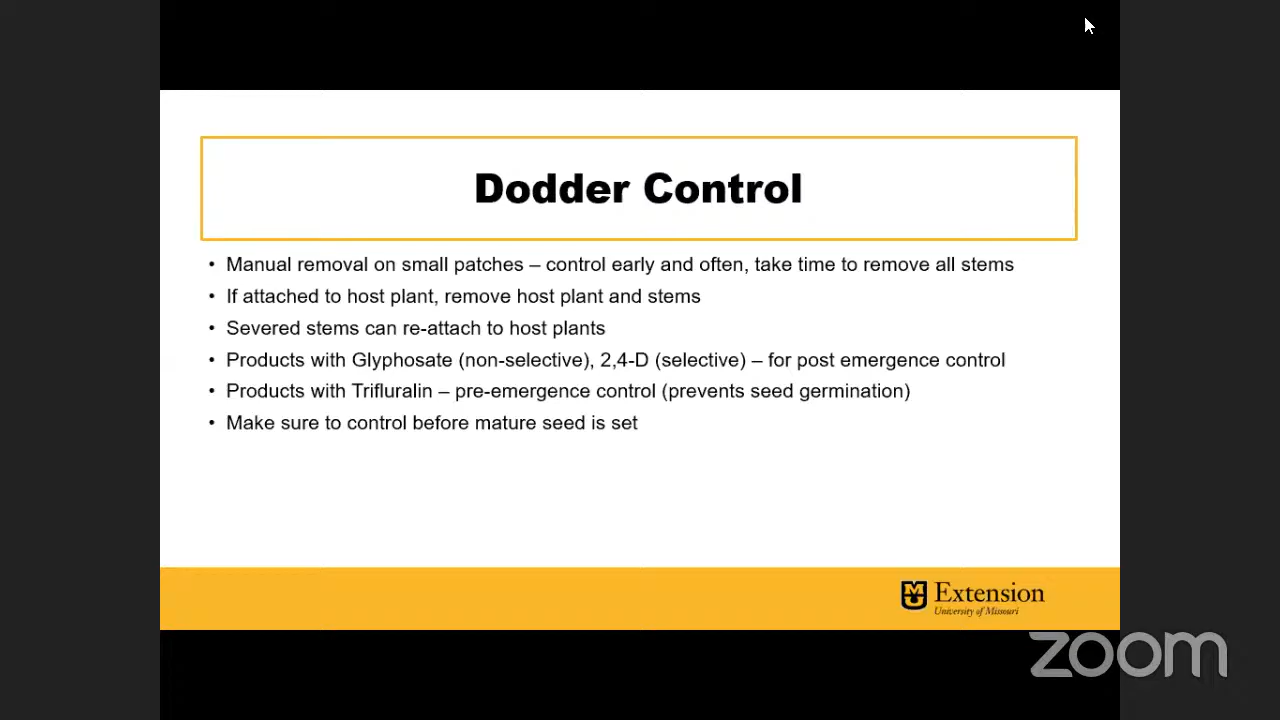 Dodder Control
• Manual removal on small patches – control early and often, take time to remove all stems
• If attached to host plant, remove host plant and stems
• Severed stems can re-attach to host plants
• Products with Glyphosate (non-selective), 2,4-D (selective) – for post emergence control
• Products with Trifluralin – pre-emergence control (prevents seed germination)
• Make sure to control before mature seed is set
MU Extension
University of Missouri
zoom